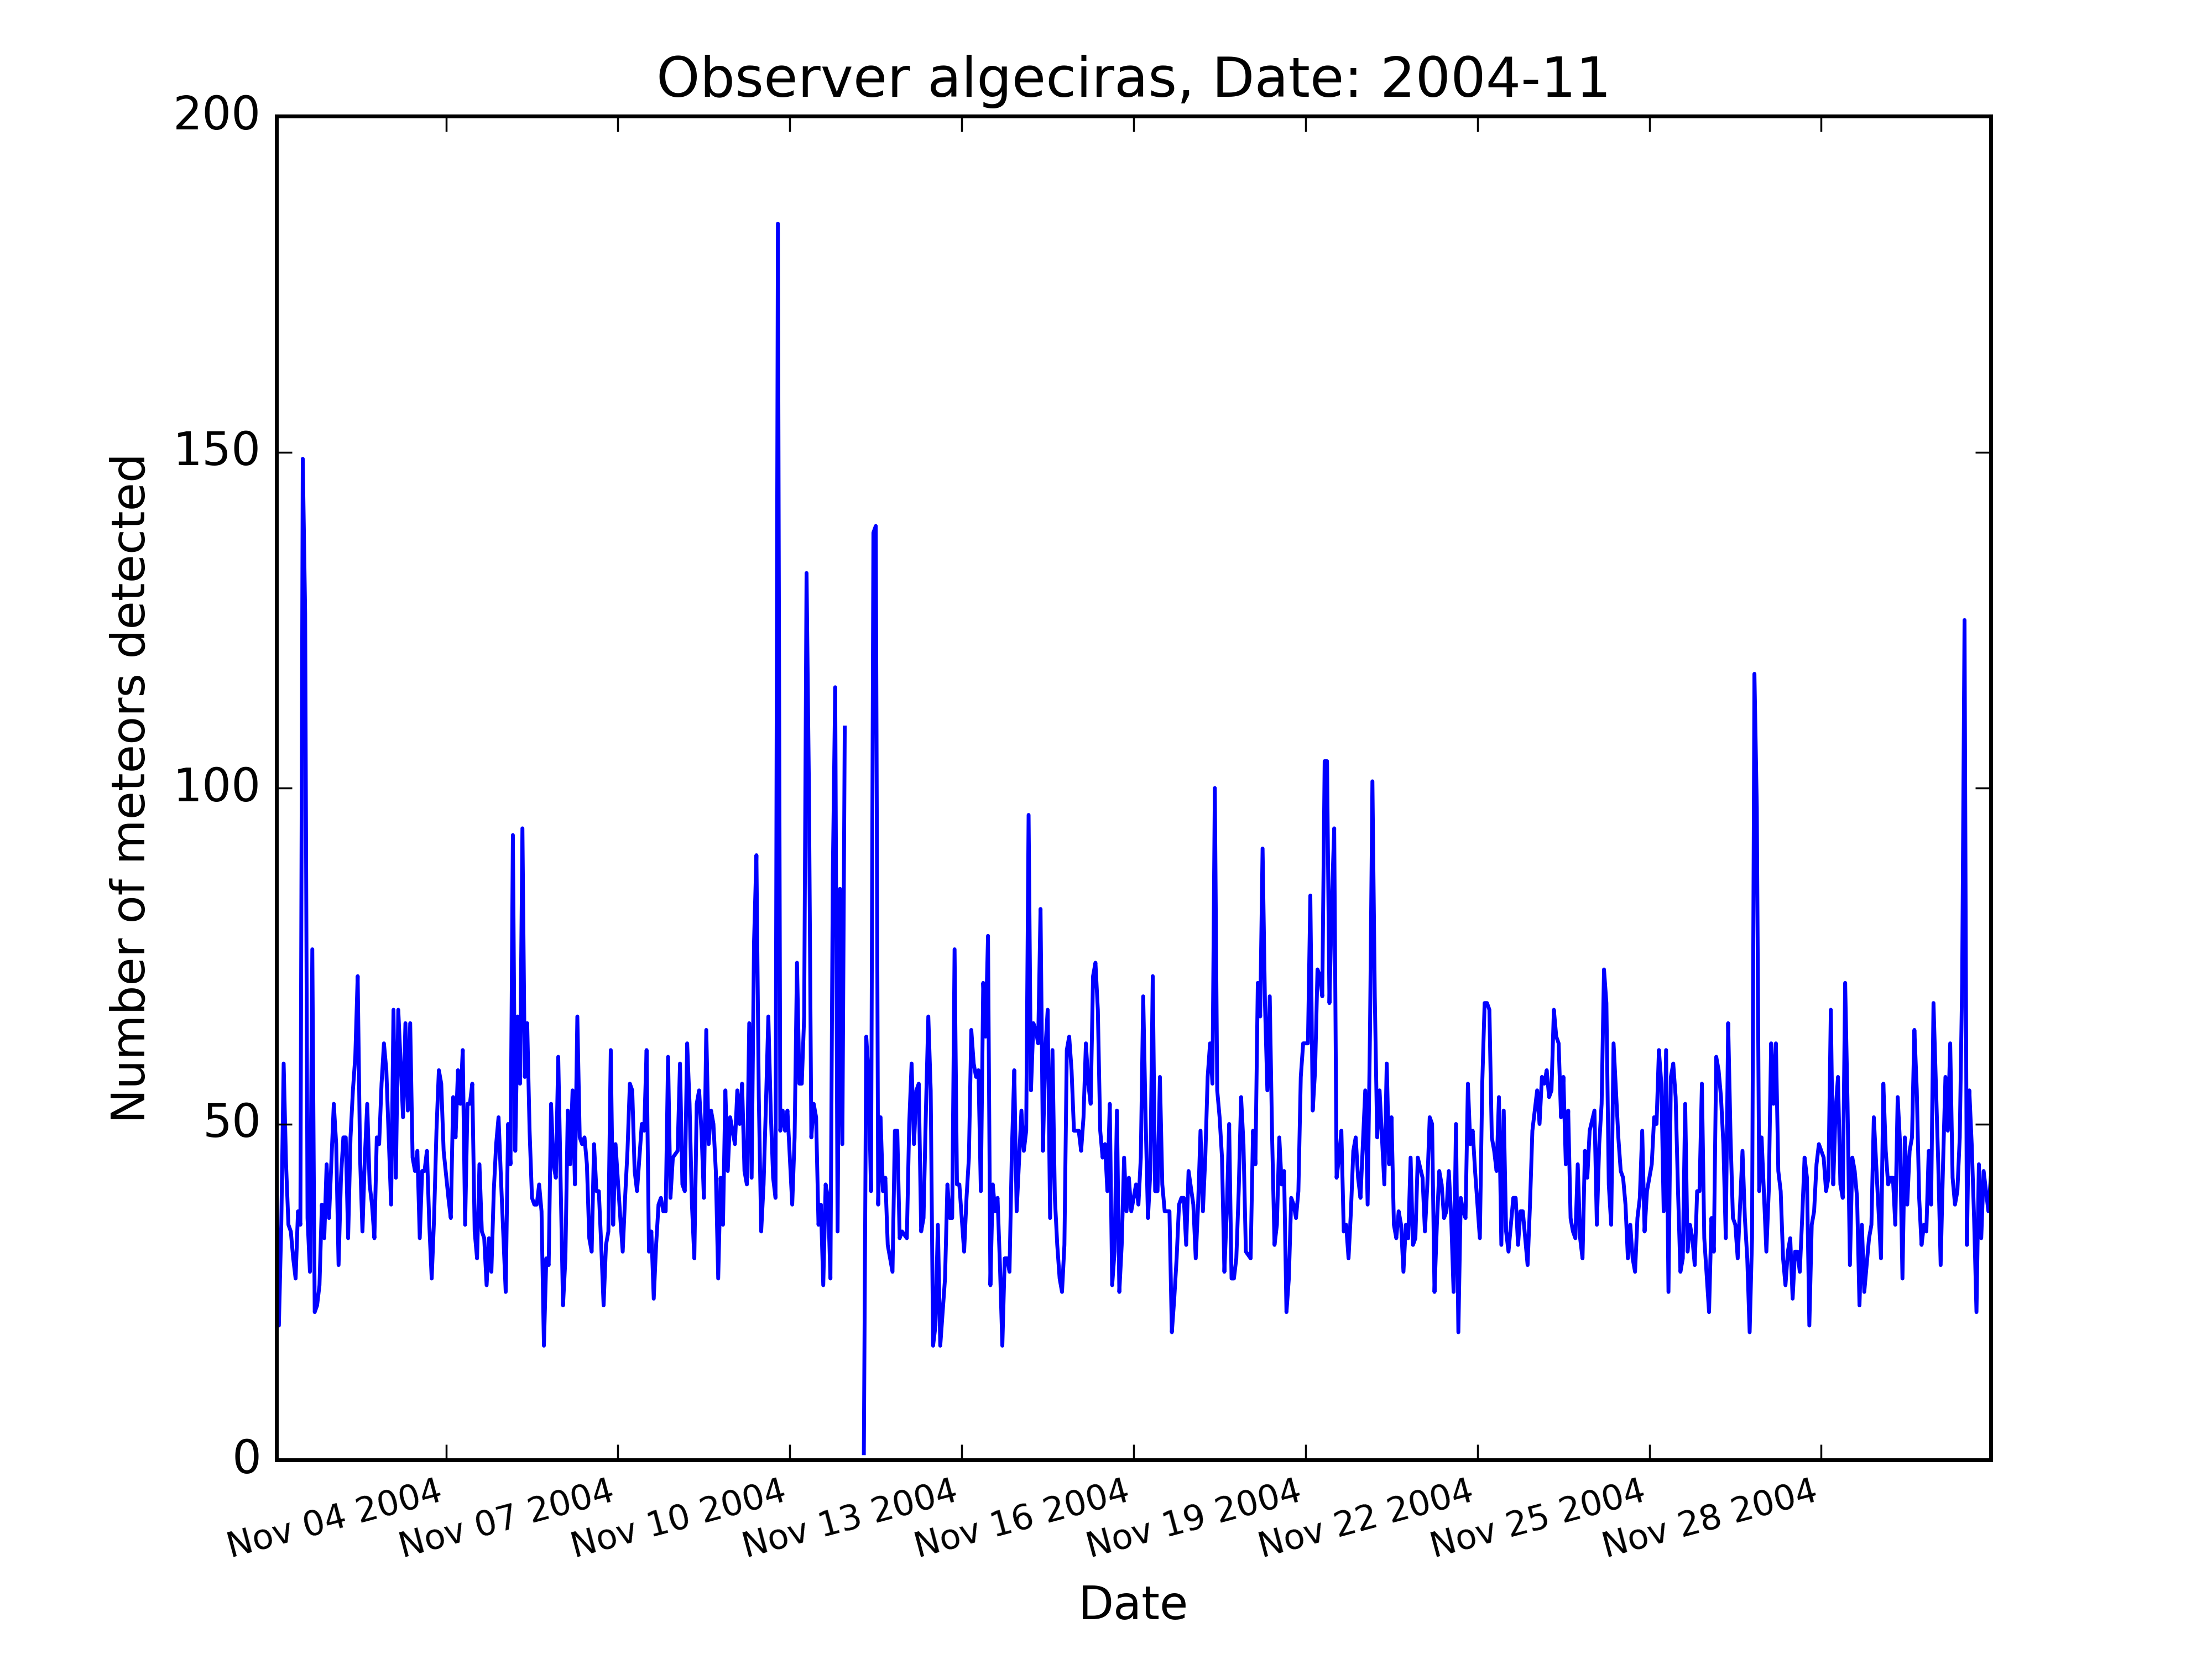 Observer algeciras, Date: 2004-11
Number of meteors detected
200
150
100
50
0
Nov 04 2004
Nov 07 2004
Nov 10 2004
Nov 13 2004
Nov 16 2004
Nov 19 2004
Nov 22 2004
Nov 25 2004
Nov 28 2004
Date